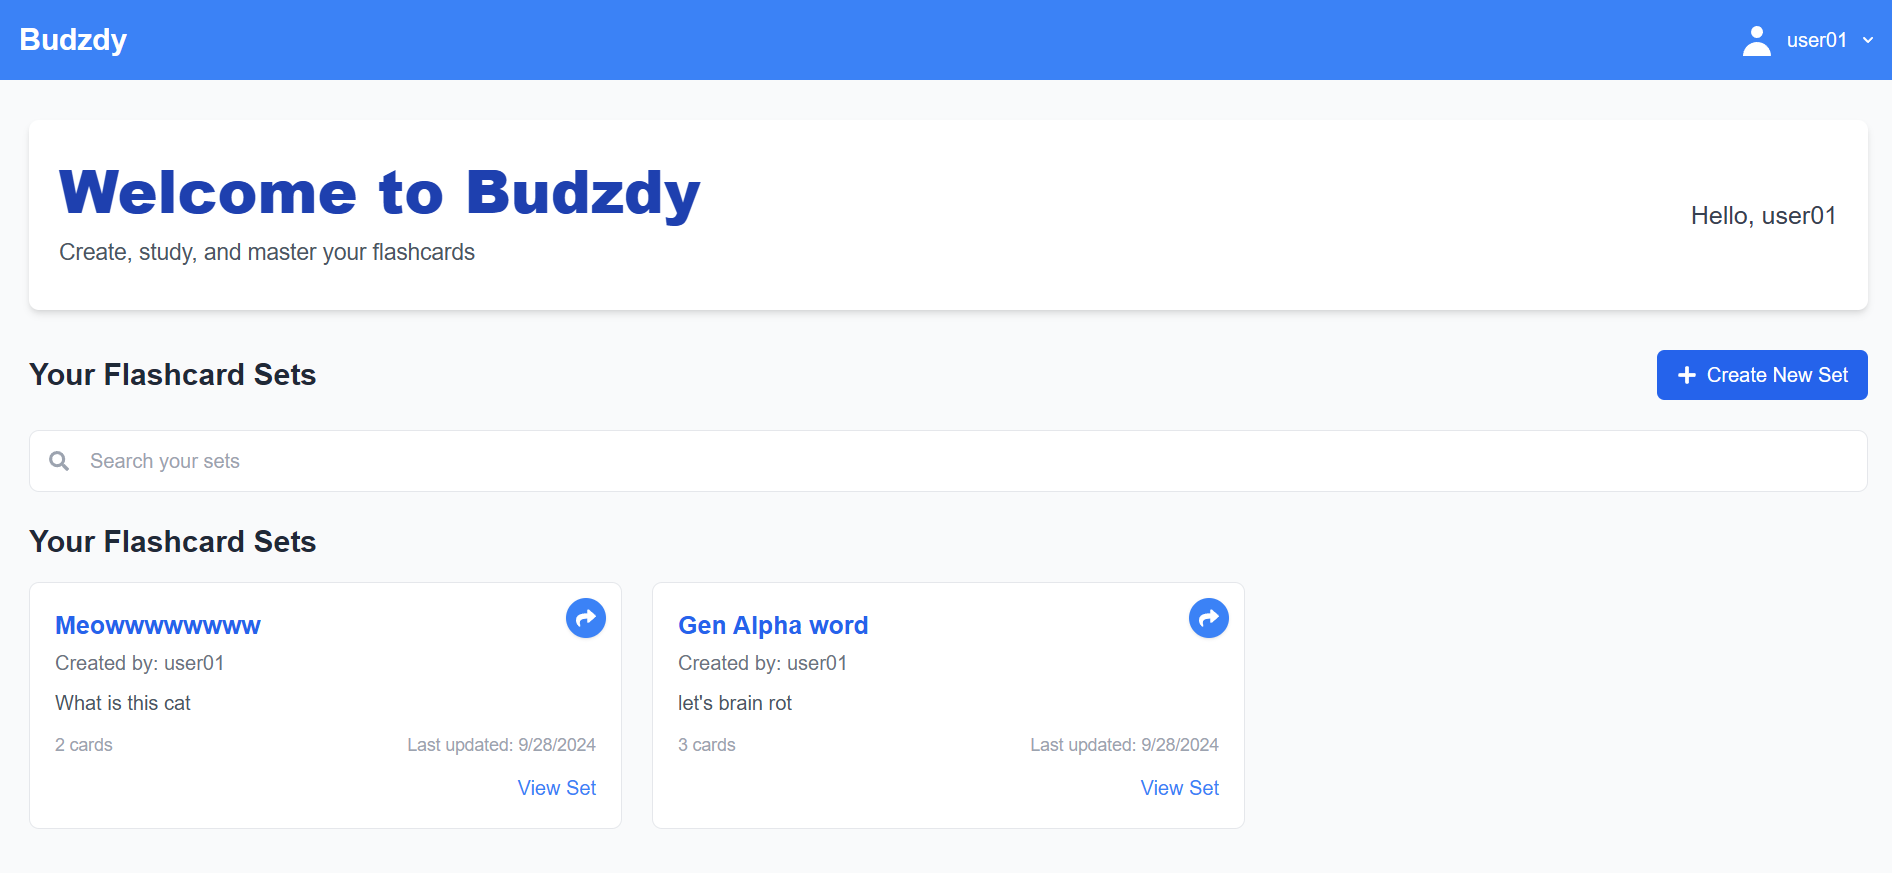 Budzdy
user01
Welcome to Budzdy
Create, study, and master your flashcards
Hello, user01
Your Flashcard Sets
Create New Set
Search your sets
Your Flashcard Sets
Meowwwwwwww
Created by: user01
What is this cat
2 cards
Last updated: 9/28/2024
View Set
Gen Alpha word
Created by: user01
let's brain rot
3 cards
Last updated: 9/28/2024
View Set